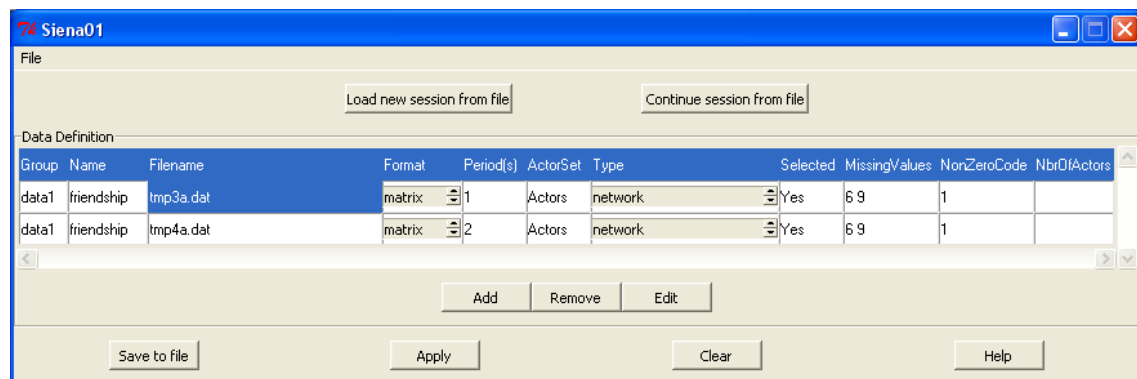 Siena01
File
Load new session from file Continue session from file
Data Definition
Group Name Filename Format Period(s) ActorSet Type Selected MissingValues NonZeroCode NbrOfActors
data1 friendship tmp3a.dat matrix 1 Actors network Yes 6 9 1
data1 friendship tmp4a.dat matrix 2 Actors network Yes 6 9 1
Add Remove Edit
Save to file Apply Clear Help